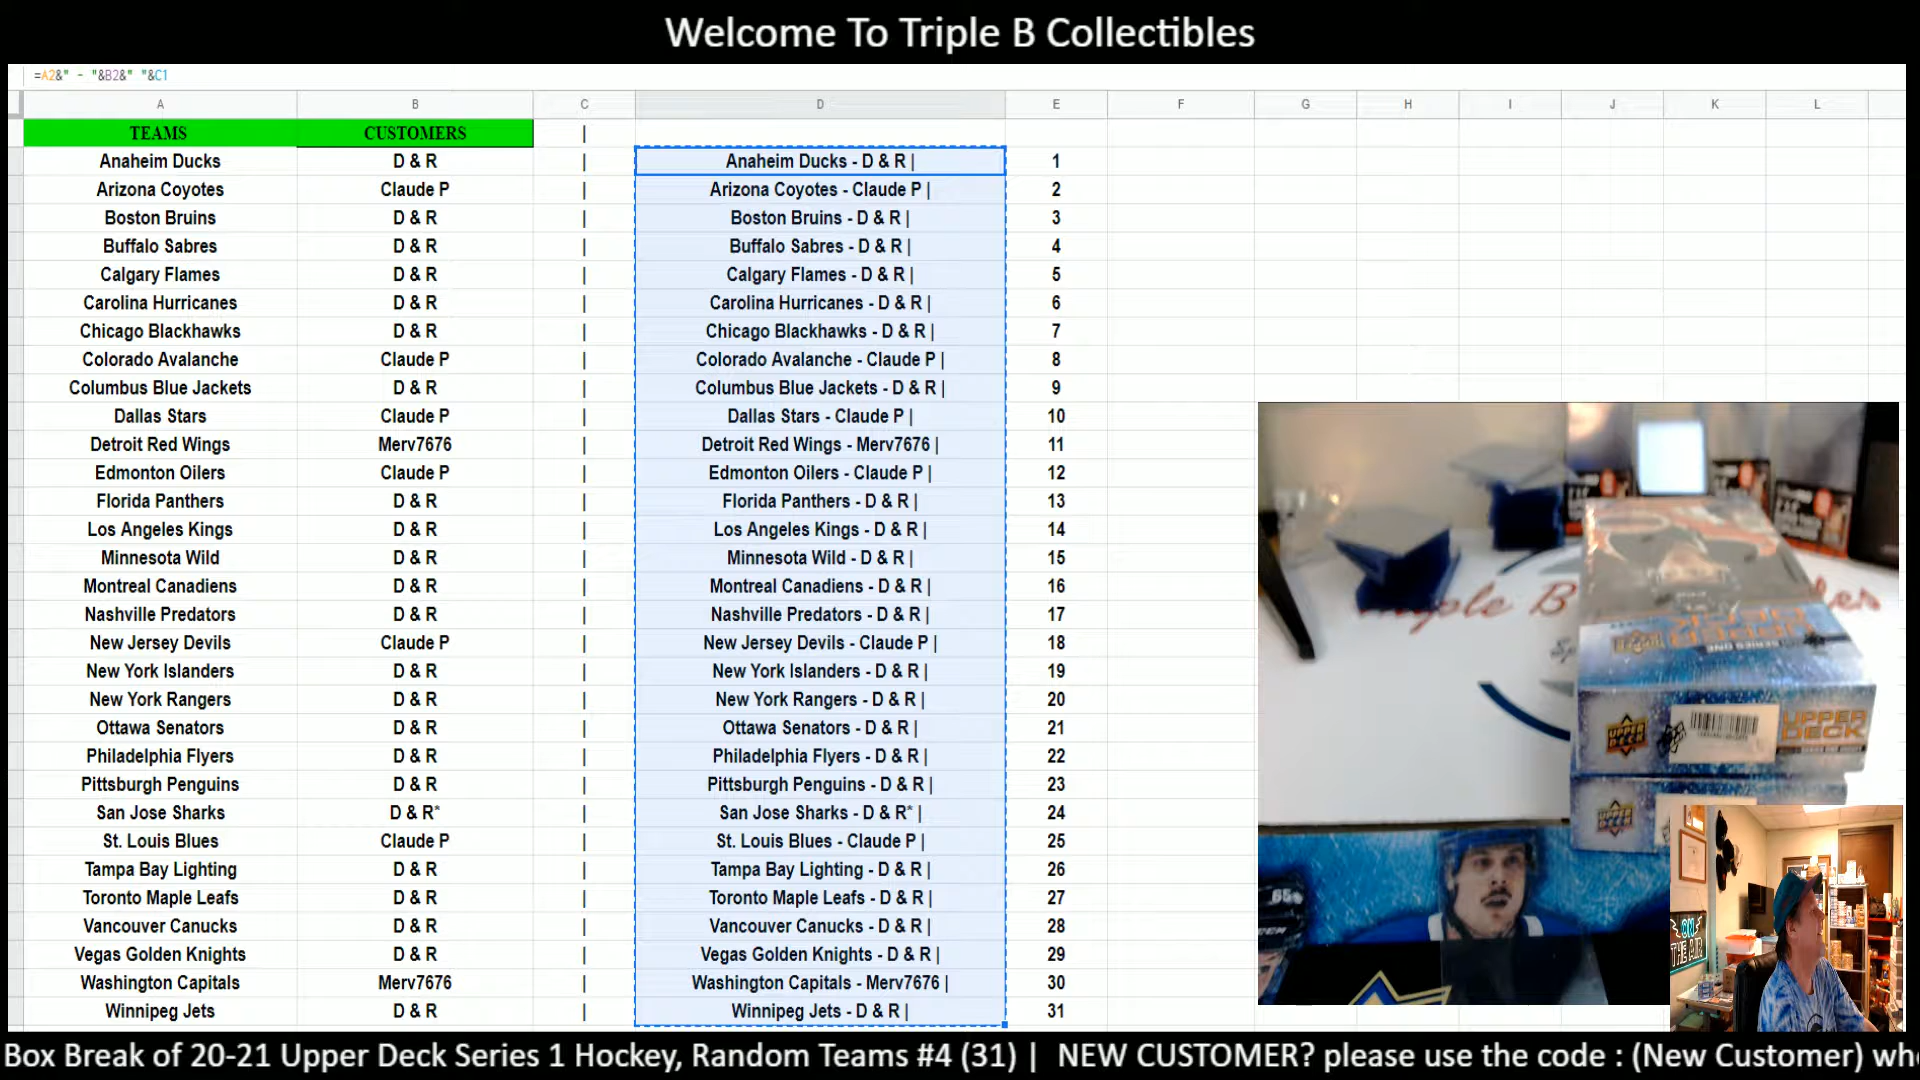 Welcome To Triple B Collectibles
=A2&" - "&B2&" "&C1
A B C D E F G H I J K L
TEAMS CUSTOMERS |
Anaheim Ducks D & R | Anaheim Ducks - D & R | 1
Arizona Coyotes Claude P | Arizona Coyotes - Claude P | 2
Boston Bruins D & R | Boston Bruins - D & R | 3
Buffalo Sabres D & R | Buffalo Sabres - D & R | 4
Calgary Flames D & R | Calgary Flames - D & R | 5
Carolina Hurricanes D & R | Carolina Hurricanes - D & R | 6
Chicago Blackhawks D & R | Chicago Blackhawks - D & R | 7
Colorado Avalanche Claude P | Colorado Avalanche - Claude P | 8
Columbus Blue Jackets D & R | Columbus Blue Jackets - D & R | 9
Dallas Stars Claude P | Dallas Stars - Claude P | 10
Detroit Red Wings Merv7676 | Detroit Red Wings - Merv7676 | 11
Edmonton Oilers Claude P | Edmonton Oilers - Claude P | 12
Florida Panthers D & R | Florida Panthers - D & R | 13
Los Angeles Kings D & R | Los Angeles Kings - D & R | 14
Minnesota Wild D & R | Minnesota Wild - D & R | 15
Montreal Canadiens D & R | Montreal Canadiens - D & R | 16
Nashville Predators D & R | Nashville Predators - D & R | 17
New Jersey Devils Claude P | New Jersey Devils - Claude P | 18
New York Islanders D & R | New York Islanders - D & R | 19
New York Rangers D & R | New York Rangers - D & R | 20
Ottawa Senators D & R | Ottawa Senators - D & R | 21
Philadelphia Flyers D & R | Philadelphia Flyers - D & R | 22
Pittsburgh Penguins D & R | Pittsburgh Penguins - D & R | 23
San Jose Sharks D & R* | San Jose Sharks - D & R* | 24
St. Louis Blues Claude P | St. Louis Blues - Claude P | 25
Tampa Bay Lighting D & R | Tampa Bay Lighting - D & R | 26
Toronto Maple Leafs D & R | Toronto Maple Leafs - D & R | 27
Vancouver Canucks D & R | Vancouver Canucks - D & R | 28
Vegas Golden Knights D & R | Vegas Golden Knights - D & R | 29
Washington Capitals Merv7676 | Washington Capitals - Merv7676 | 30
Winnipeg Jets D & R | Winnipeg Jets - D & R | 31
B
UPPER DECK
SERIES ONE
UPPER DECK
UPPER DECK
65
ON THE AIR
Box Break of 20-21 Upper Deck Series 1 Hockey, Random Teams #4 (31) | NEW CUSTOMER? please use the code : (New Customer) wh